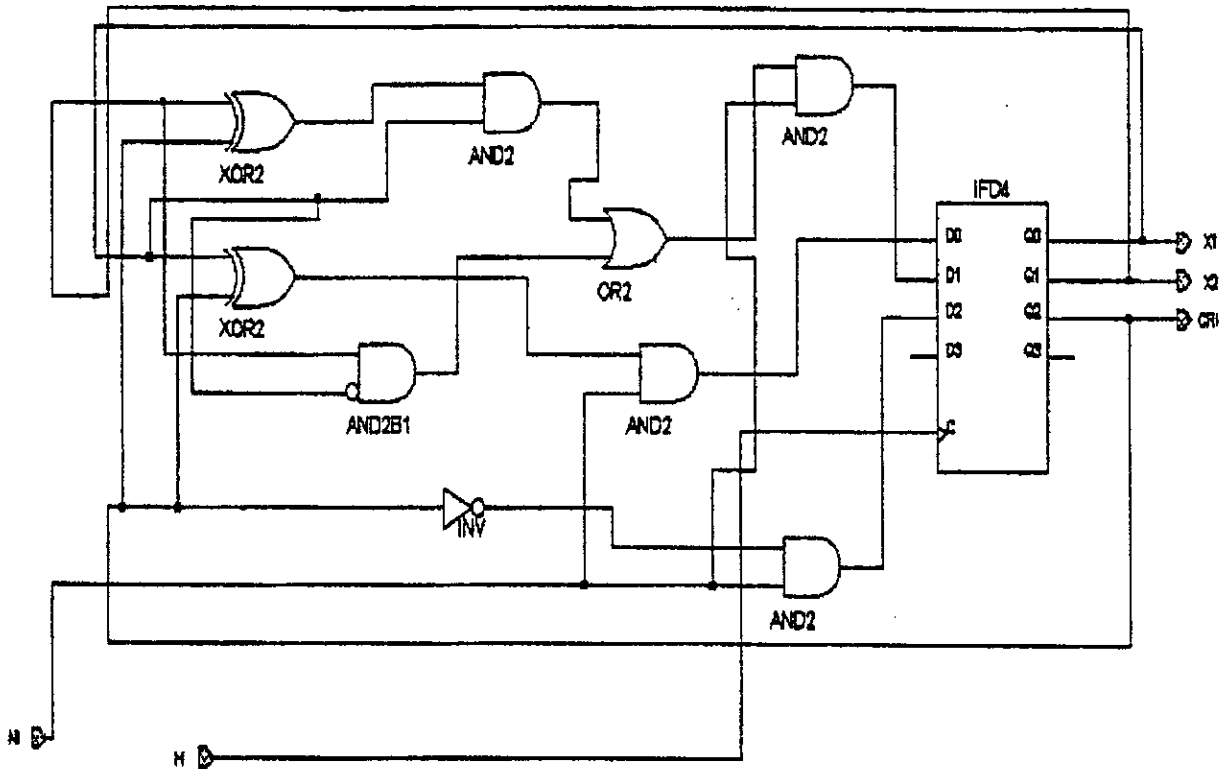 AND2
AND2
XOR2
IFD4
D0
Q0
X1
OR2
D1
Q1
X2
XOR2
D2
Q2
D3
Q3
AND2B1
AND2
C
INV
AND2
H